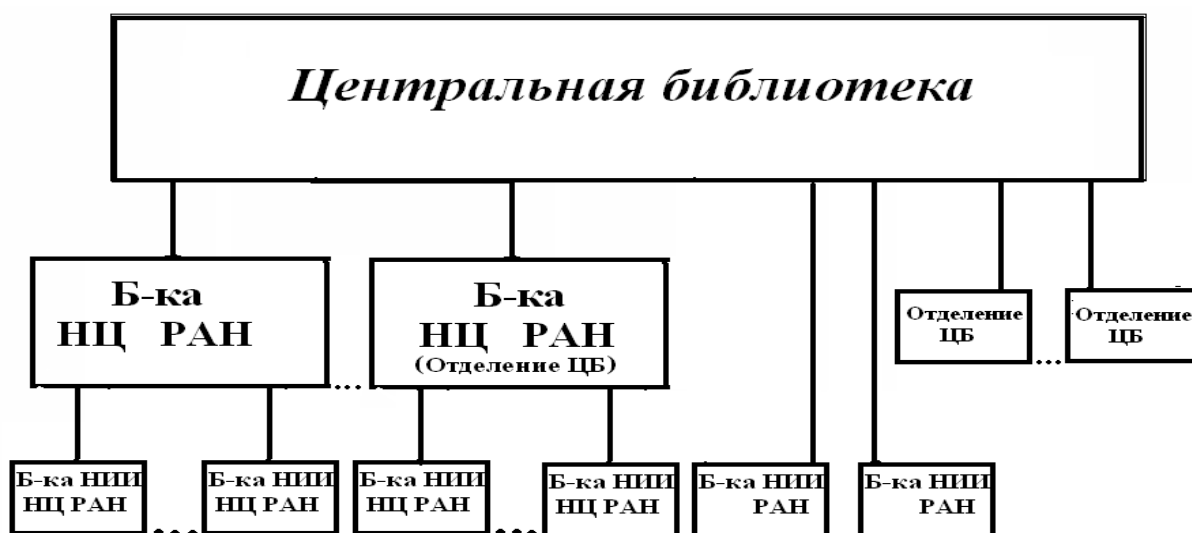 Центральная библиотека
Б-ка
НЦ РАН
Б-ка
НЦ РАН
(Отделение ЦБ)
Отделение
ЦБ
Отделение
ЦБ
Б-ка НИИ
НЦ РАН
Б-ка НИИ
НЦ РАН
Б-ка НИИ
НЦ РАН
Б-ка НИИ
НЦ РАН
Б-ка НИИ
РАН
Б-ка НИИ
РАН